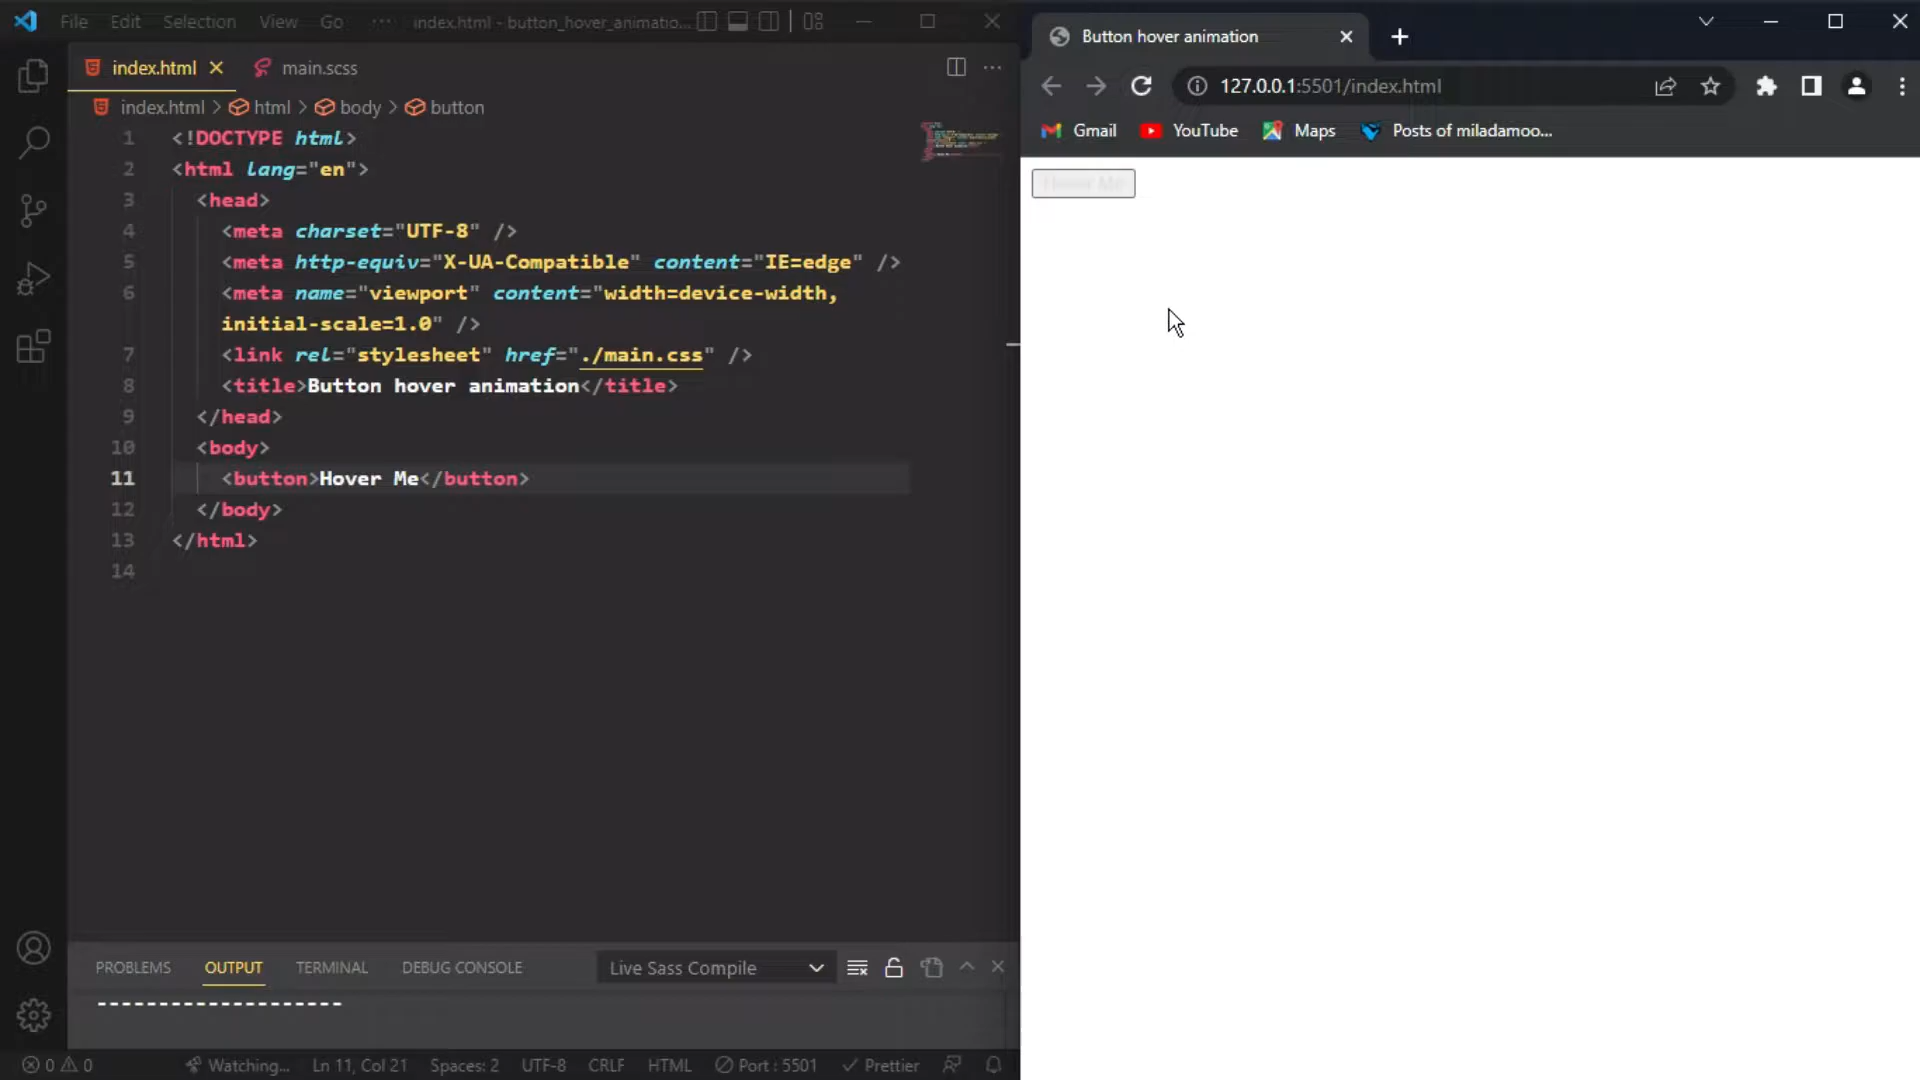 File Edit Selection View Go ··· index.html - button_hover_animatio...
index.html main.scss
index.html > html > body > button
1 <!DOCTYPE html>
2 <html lang="en">
3 <head>
4 <meta charset="UTF-8" />
5 <meta http-equiv="X-UA-Compatible" content="IE=edge" />
6 <meta name="viewport" content="width=device-width,
initial-scale=1.0" />
7 <link rel="stylesheet" href="./main.css" />
8 <title>Button hover animation</title>
9 </head>
10 <body>
11 <button>Hover Me</button>
12 </body>
13 </html>
14
PROBLEMS OUTPUT TERMINAL DEBUG CONSOLE Live Sass Compile
--------------------
0 0 Watching... Ln 11, Col 21 Spaces: 2 UTF-8 CRLF HTML Port : 5501 Prettier
Button hover animation
127.0.0.1:5501/index.html
Gmail YouTube Maps Posts of miladamoo...
Hover Me